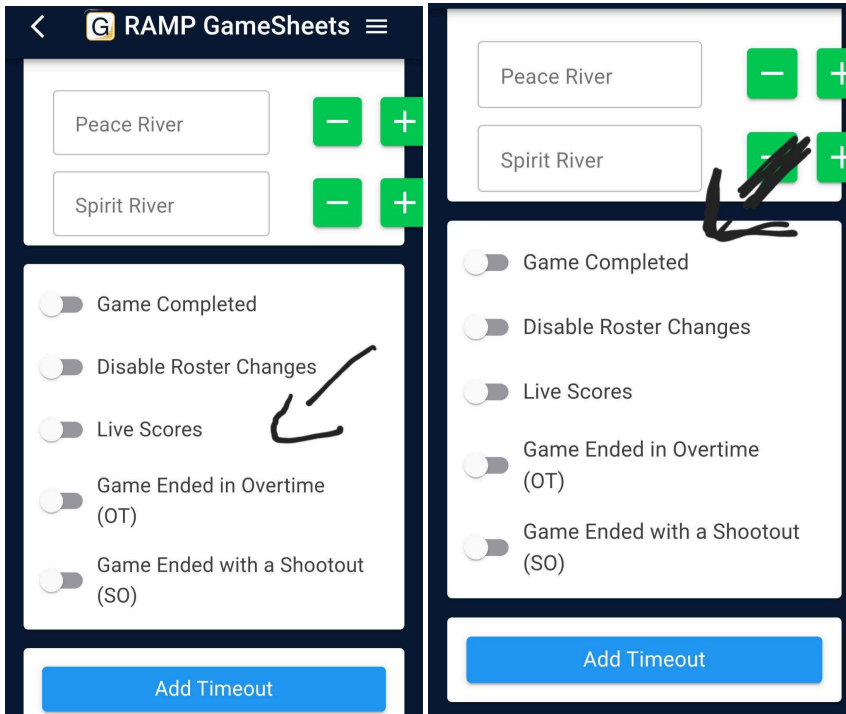 G RAMP GameSheets
Peace River
Spirit River
Game Completed
Disable Roster Changes
Live Scores
Game Ended in Overtime
(OT)
Game Ended with a Shootout
(SO)
Add Timeout
Peace River
Spirit River
Game Completed
Disable Roster Changes
Live Scores
Game Ended in Overtime
(OT)
Game Ended with a Shootout
(SO)
Add Timeout